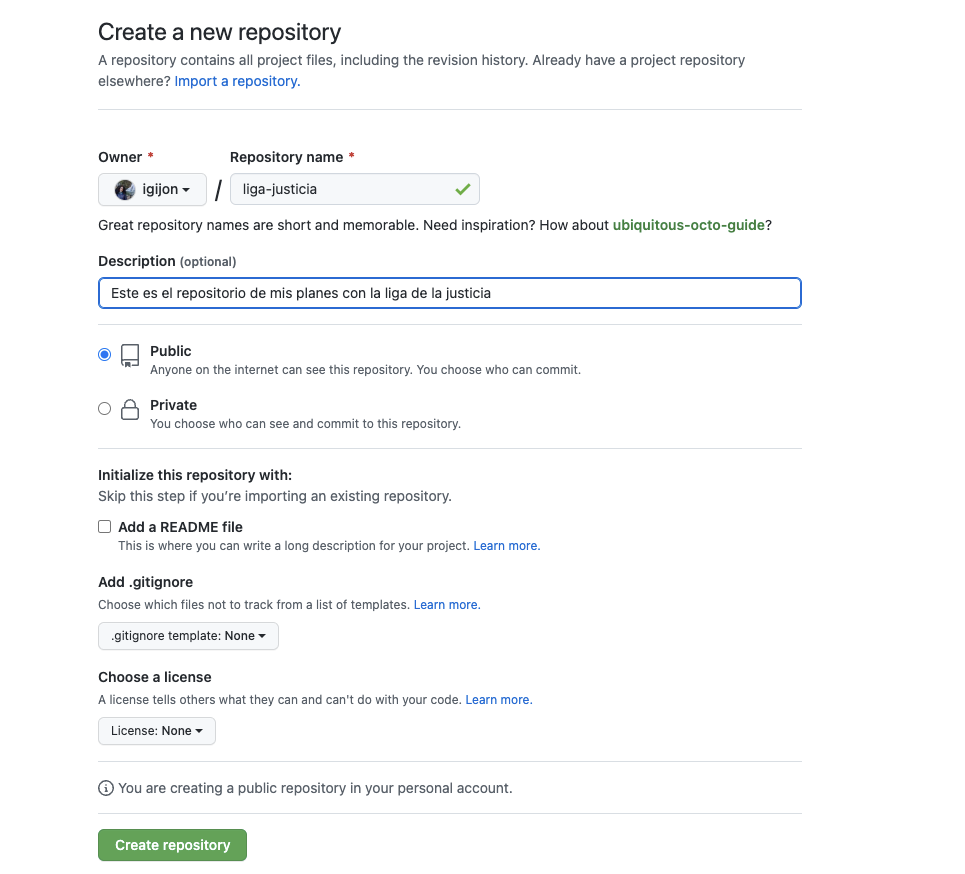 Create a new repository
A repository contains all project files, including the revision history. Already have a project repository
elsewhere? Import a repository.
Owner * Repository name *
igijon / liga-justicia
Great repository names are short and memorable. Need inspiration? How about ubiquitous-octo-guide?
Description (optional)
Este es el repositorio de mis planes con la liga de la justicia
Public
Anyone on the internet can see this repository. You choose who can commit.
Private
You choose who can see and commit to this repository.
Initialize this repository with:
Skip this step if you’re importing an existing repository.
Add a README file
This is where you can write a long description for your project. Learn more.
Add .gitignore
Choose which files not to track from a list of templates. Learn more.
.gitignore template: None
Choose a license
A license tells others what they can and can't do with your code. Learn more.
License: None
You are creating a public repository in your personal account.
Create repository